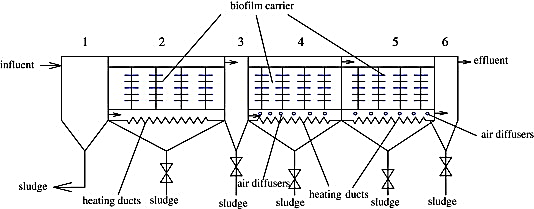 biofilm carrier
1 2 3 4 5 6
influent
effluent
air diffusers
sludge
heating ducts
sludge
sludge
air diffusers
sludge
heating ducts
sludge
sludge